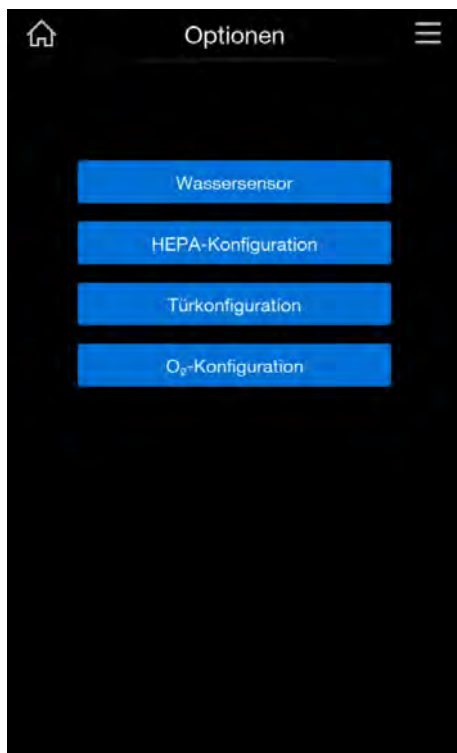 Optionen
Wassersensor
HEPA-Konfiguration
Türkonfiguration
O₂-Konfiguration